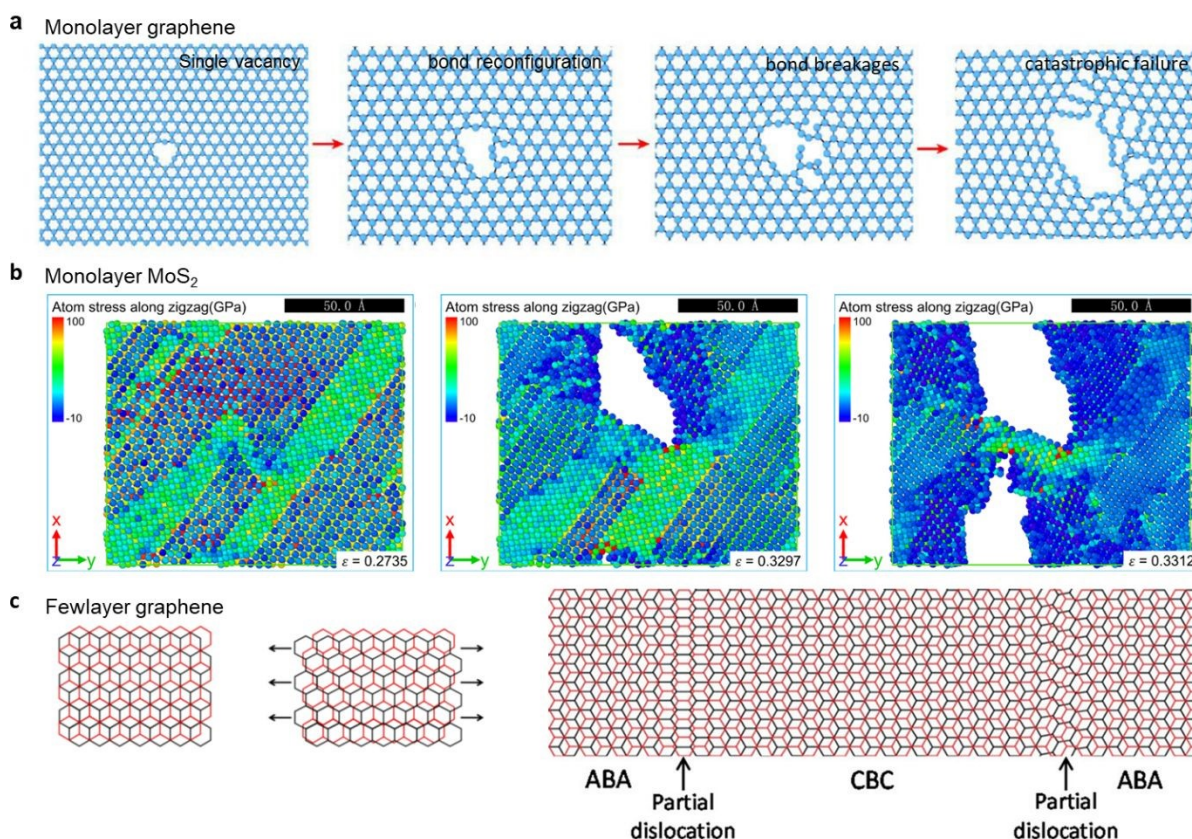 a Monolayer graphene
Single vacancy
bond reconfiguration
bond breakages
catastrophic failure
b Monolayer MoS₂
Atom stress along zigzag(GPa)
50.0 Å
100
-10
x
z y
ε = 0.2735
Atom stress along zigzag(GPa)
50.0 Å
100
-10
x
z y
ε = 0.3297
Atom stress along zigzag(GPa)
50.0 Å
100
-10
x
z y
ε = 0.3312
c Fewlayer graphene
ABA
CBC
ABA
Partial
dislocation
Partial
dislocation